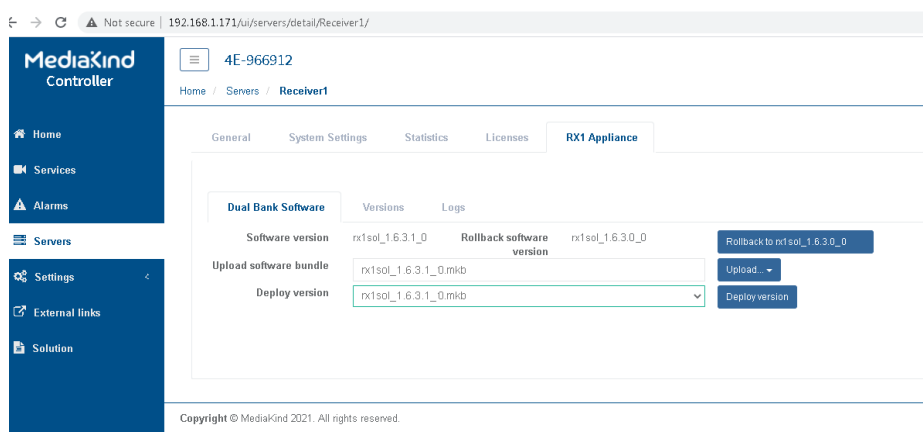 Not secure | 192.168.1.171/ui/servers/detail/Receiver1/
MediaKind
Controller
4E-966912
Home / Servers / Receiver1
Home
Services
Alarms
Servers
Settings
External links
Solution
General System Settings Statistics Licenses RX1 Appliance
Dual Bank Software Versions Logs
Software version rx1sol_1.6.3.1_0 Rollback software version rx1sol_1.6.3.0_0 Rollback to rx1sol_1.6.3.0_0
Upload software bundle rx1sol_1.6.3.1_0.mkb Upload...
Deploy version rx1sol_1.6.3.1_0.mkb Deploy version
Copyright © MediaKind 2021. All rights reserved.